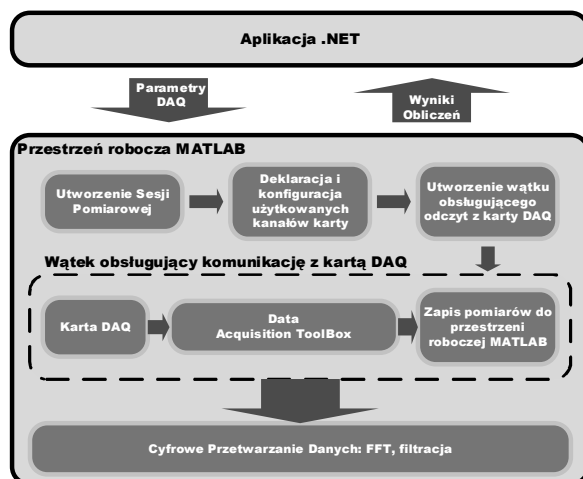 Aplikacja .NET
Parametry
DAQ
Wyniki
Obliczeń
Przestrzeń robocza MATLAB
Utworzenie Sesji
Pomiarowej
Deklaracja i
konfiguracja
użytkowanych
kanałów karty
Utworzenie wątku
obsługującego
odczyt z karty DAQ
Wątek obsługujący komunikację z kartą DAQ
Karta DAQ
Data
Acquisition ToolBox
Zapis pomiarów do
przestrzeni
roboczej MATLAB
Cyfrowe Przetwarzanie Danych: FFT, filtracja